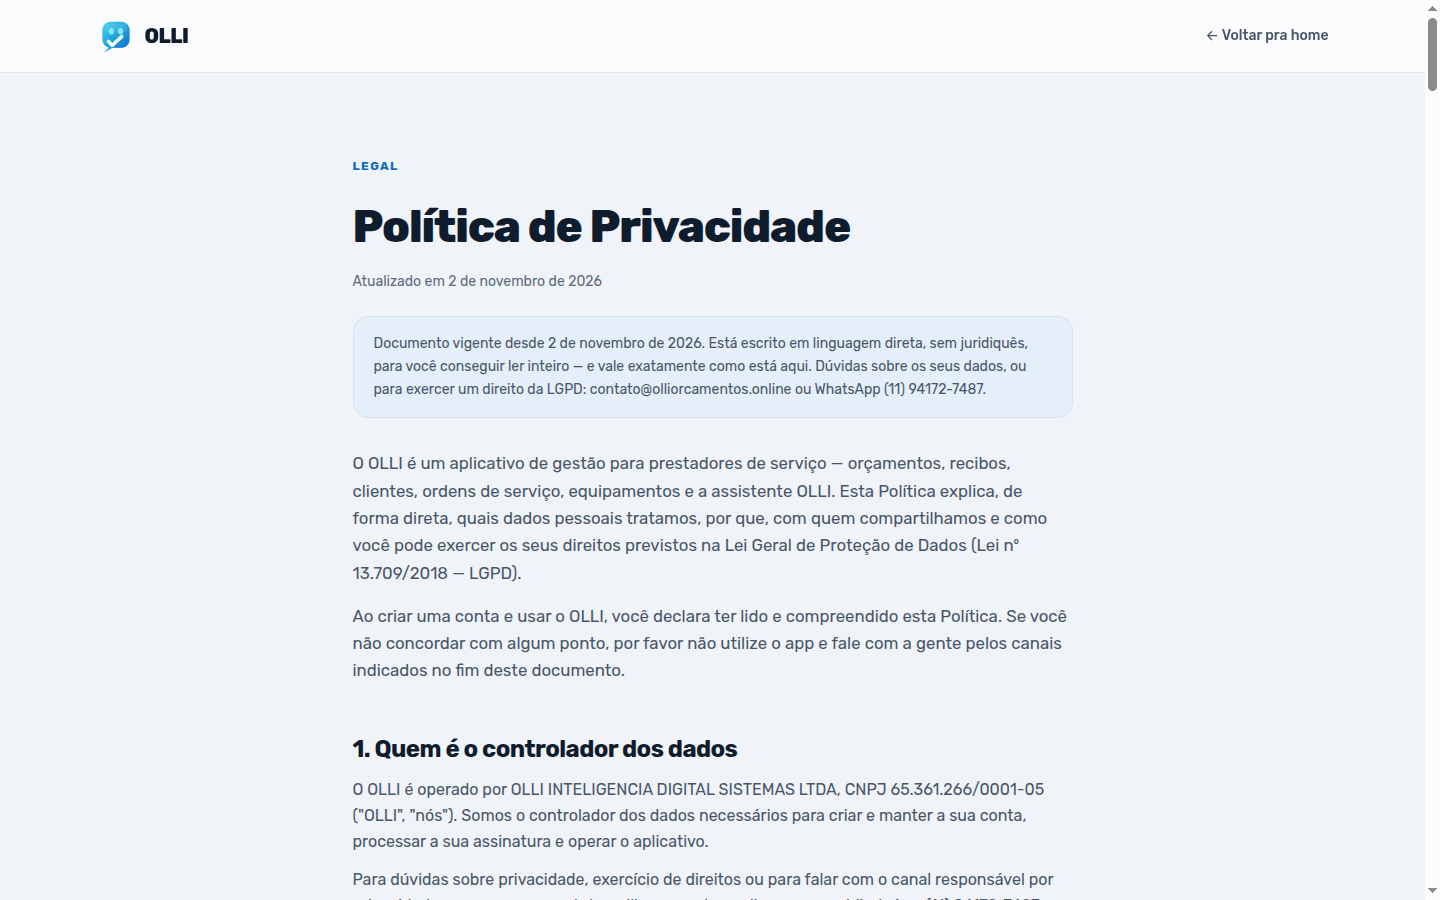 OLLI
← Voltar pra home
LEGAL
Política de Privacidade
Atualizado em 2 de novembro de 2026
Documento vigente desde 2 de novembro de 2026. Está escrito em linguagem direta, sem juridiquês,
para você conseguir ler inteiro — e vale exatamente como está aqui. Dúvidas sobre os seus dados, ou
para exercer um direito da LGPD: contato@olliorcamentos.online ou WhatsApp (11) 94172-7487.
O OLLI é um aplicativo de gestão para prestadores de serviço — orçamentos, recibos,
clientes, ordens de serviço, equipamentos e a assistente OLLI. Esta Política explica, de
forma direta, quais dados pessoais tratamos, por que, com quem compartilhamos e como
você pode exercer os seus direitos previstos na Lei Geral de Proteção de Dados (Lei nº
13.709/2018 — LGPD).
Ao criar uma conta e usar o OLLI, você declara ter lido e compreendido esta Política. Se você
não concordar com algum ponto, por favor não utilize o app e fale com a gente pelos canais
indicados no fim deste documento.
1. Quem é o controlador dos dados
O OLLI é operado por OLLI INTELIGENCIA DIGITAL SISTEMAS LTDA, CNPJ 65.361.266/0001-05
("OLLI", "nós"). Somos o controlador dos dados necessários para criar e manter a sua conta,
processar a sua assinatura e operar o aplicativo.
Para dúvidas sobre privacidade, exercício de direitos ou para falar com o canal responsável por